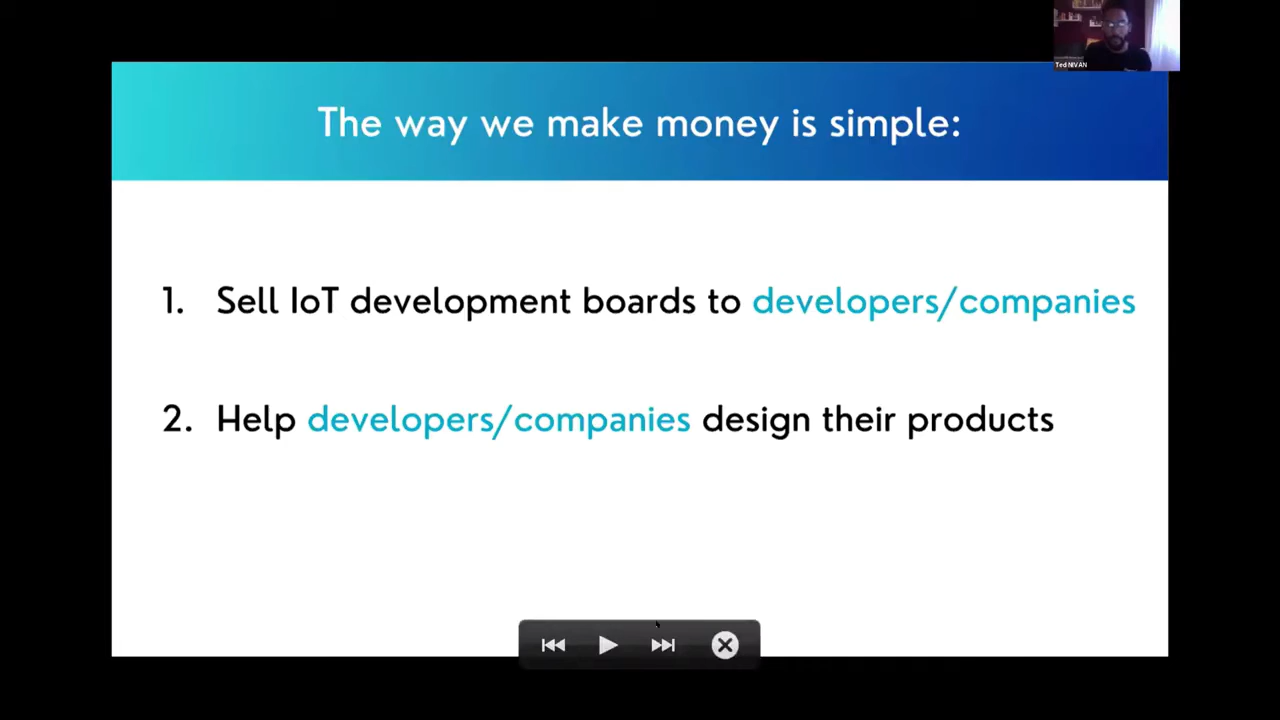 Ted NIVAN
The way we make money is simple:
1. Sell IoT development boards to developers/companies
2. Help developers/companies design their products